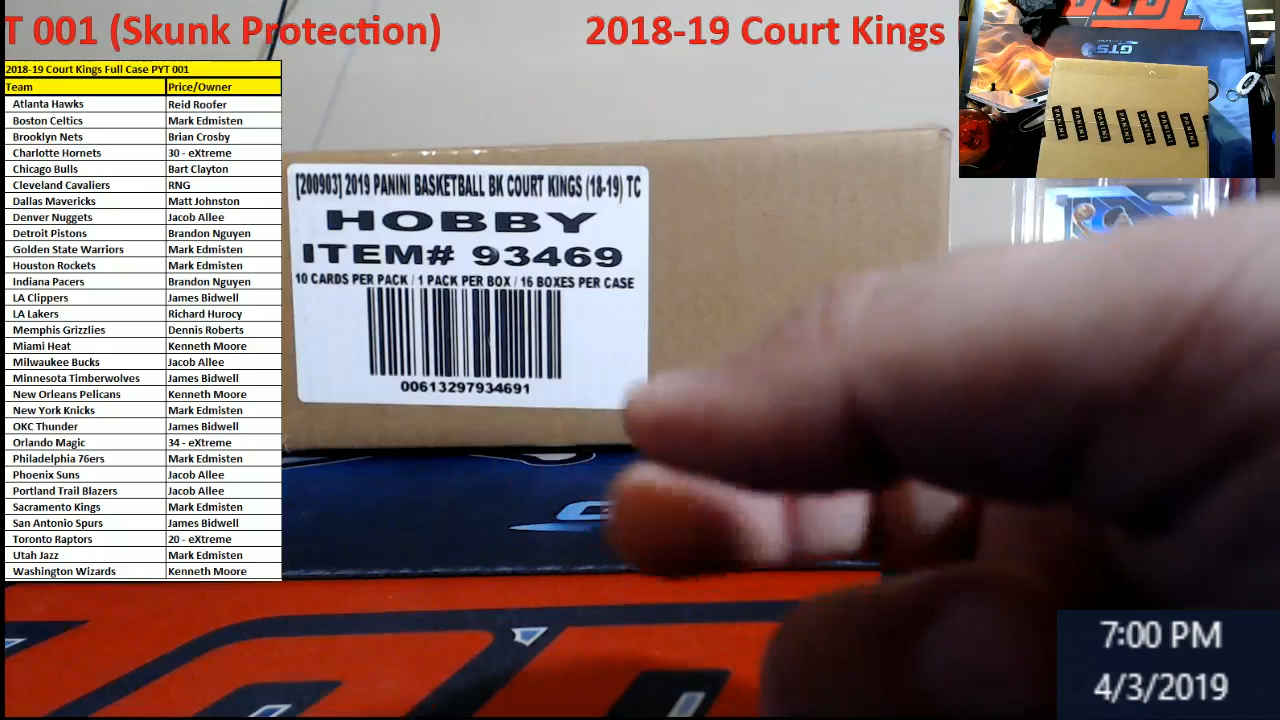 T 001 (Skunk Protection) 2018-19 Court Kings
2018-19 Court Kings Full Case PYT 001
Team Price/Owner
Atlanta Hawks Reid Roofer
Boston Celtics Mark Edmisten
Brooklyn Nets Brian Crosby
Charlotte Hornets 30 - eXtreme
Chicago Bulls Bart Clayton
Cleveland Cavaliers RNG
Dallas Mavericks Matt Johnston
Denver Nuggets Jacob Allee
Detroit Pistons Brandon Nguyen
Golden State Warriors Mark Edmisten
Houston Rockets Mark Edmisten
Indiana Pacers Brandon Nguyen
LA Clippers James Bidwell
LA Lakers Richard Hurocy
Memphis Grizzlies Dennis Roberts
Miami Heat Kenneth Moore
Milwaukee Bucks Jacob Allee
Minnesota Timberwolves James Bidwell
New Orleans Pelicans Kenneth Moore
New York Knicks Mark Edmisten
OKC Thunder James Bidwell
Orlando Magic 34 - eXtreme
Philadelphia 76ers Mark Edmisten
Phoenix Suns Jacob Allee
Portland Trail Blazers Jacob Allee
Sacramento Kings Mark Edmisten
San Antonio Spurs James Bidwell
Toronto Raptors 20 - eXtreme
Utah Jazz Mark Edmisten
Washington Wizards Kenneth Moore
[200903] 2019 PANINI BASKETBALL BK COURT KINGS (18-19) TC
HOBBY
ITEM# 93469
10 CARDS PER PACK / 1 PACK PER BOX / 16 BOXES PER CASE
00613297934691
GTS
PANINI PANINI PANINI PANINI PANINI PANINI PANINI
7:00 PM
4/3/2019